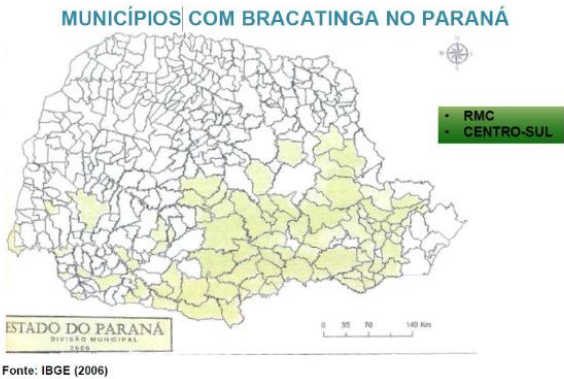 MUNICÍPIOS COM BRACATINGA NO PARANÁ
• RMC
• CENTRO-SUL
ESTADO DO PARANÁ
DIVISÃO MUNICIPAL
0 35 70 140 Km
Fonte: IBGE (2006)